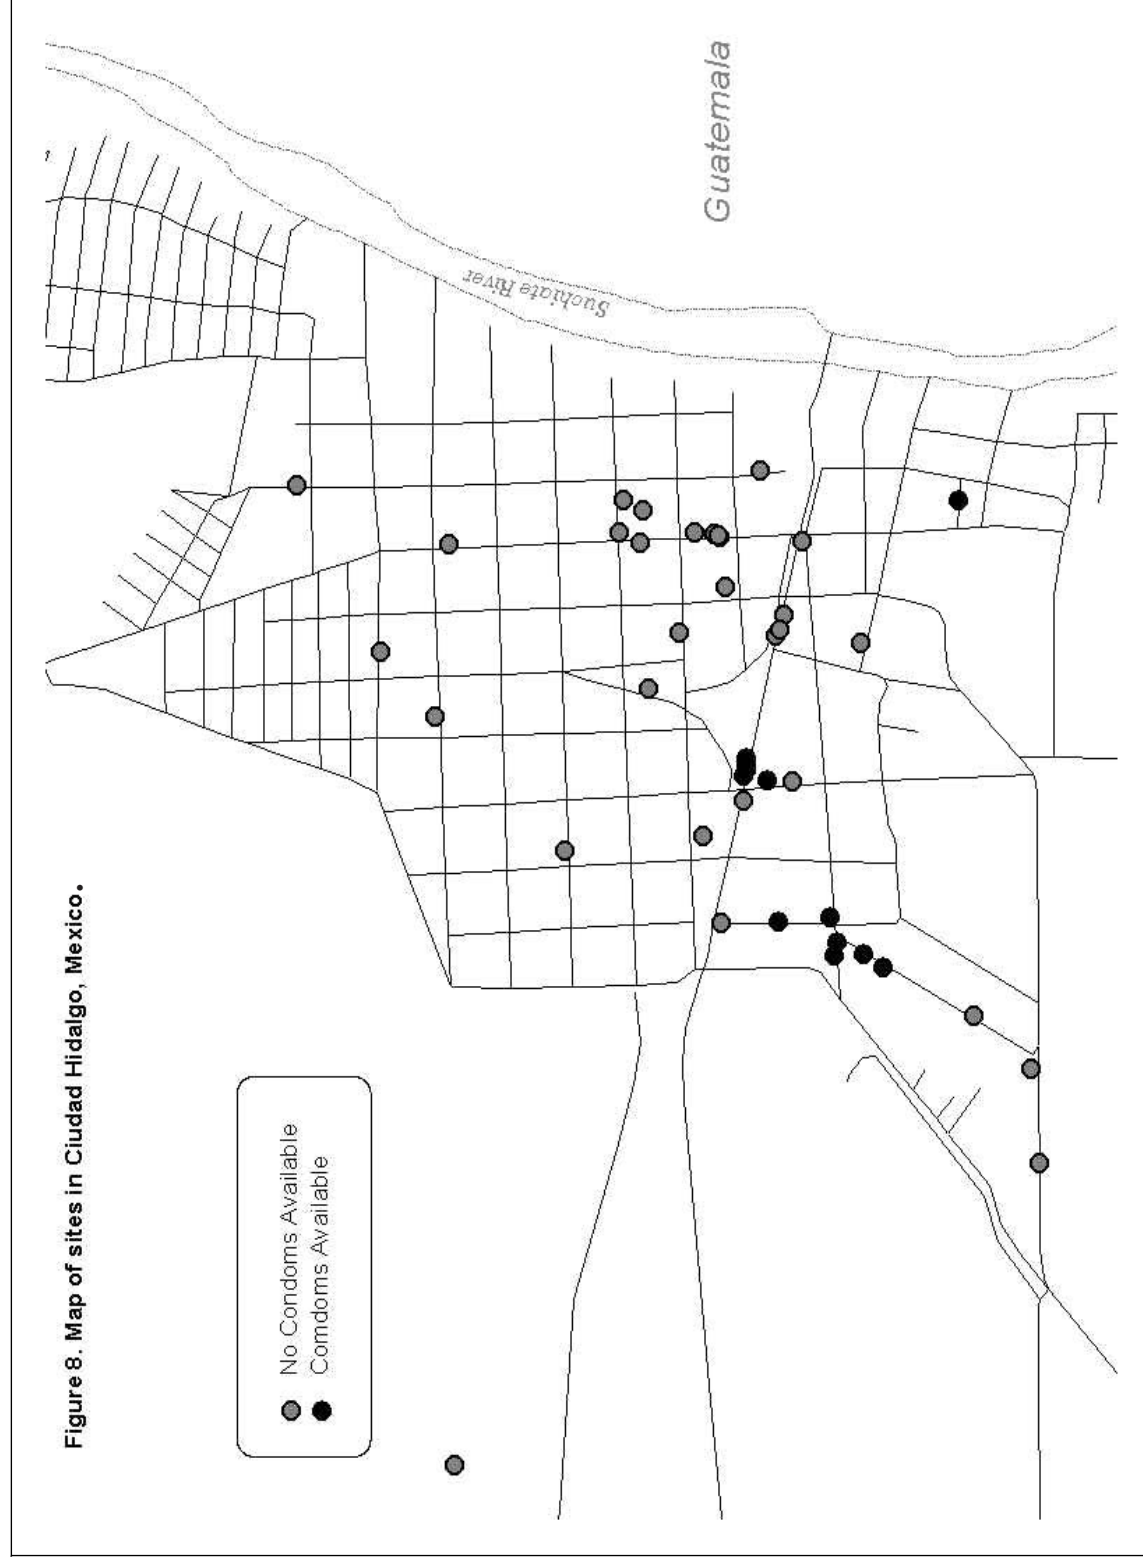 Figure 8. Map of sites in Ciudad Hidalgo, Mexico.
No Condoms Available
Comdoms Available
Suchiate River
Guatemala